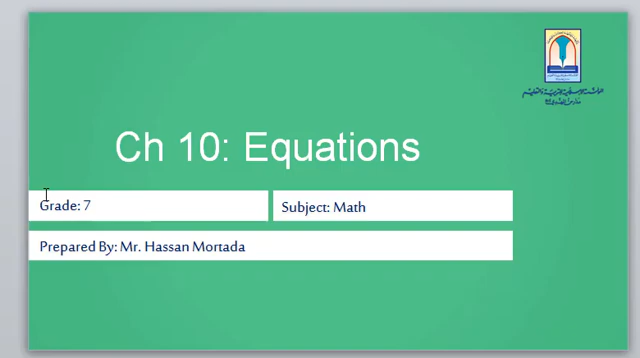 Ch 10: Equations
Grade: 7
Subject: Math
Prepared By: Mr. Hassan Mortada